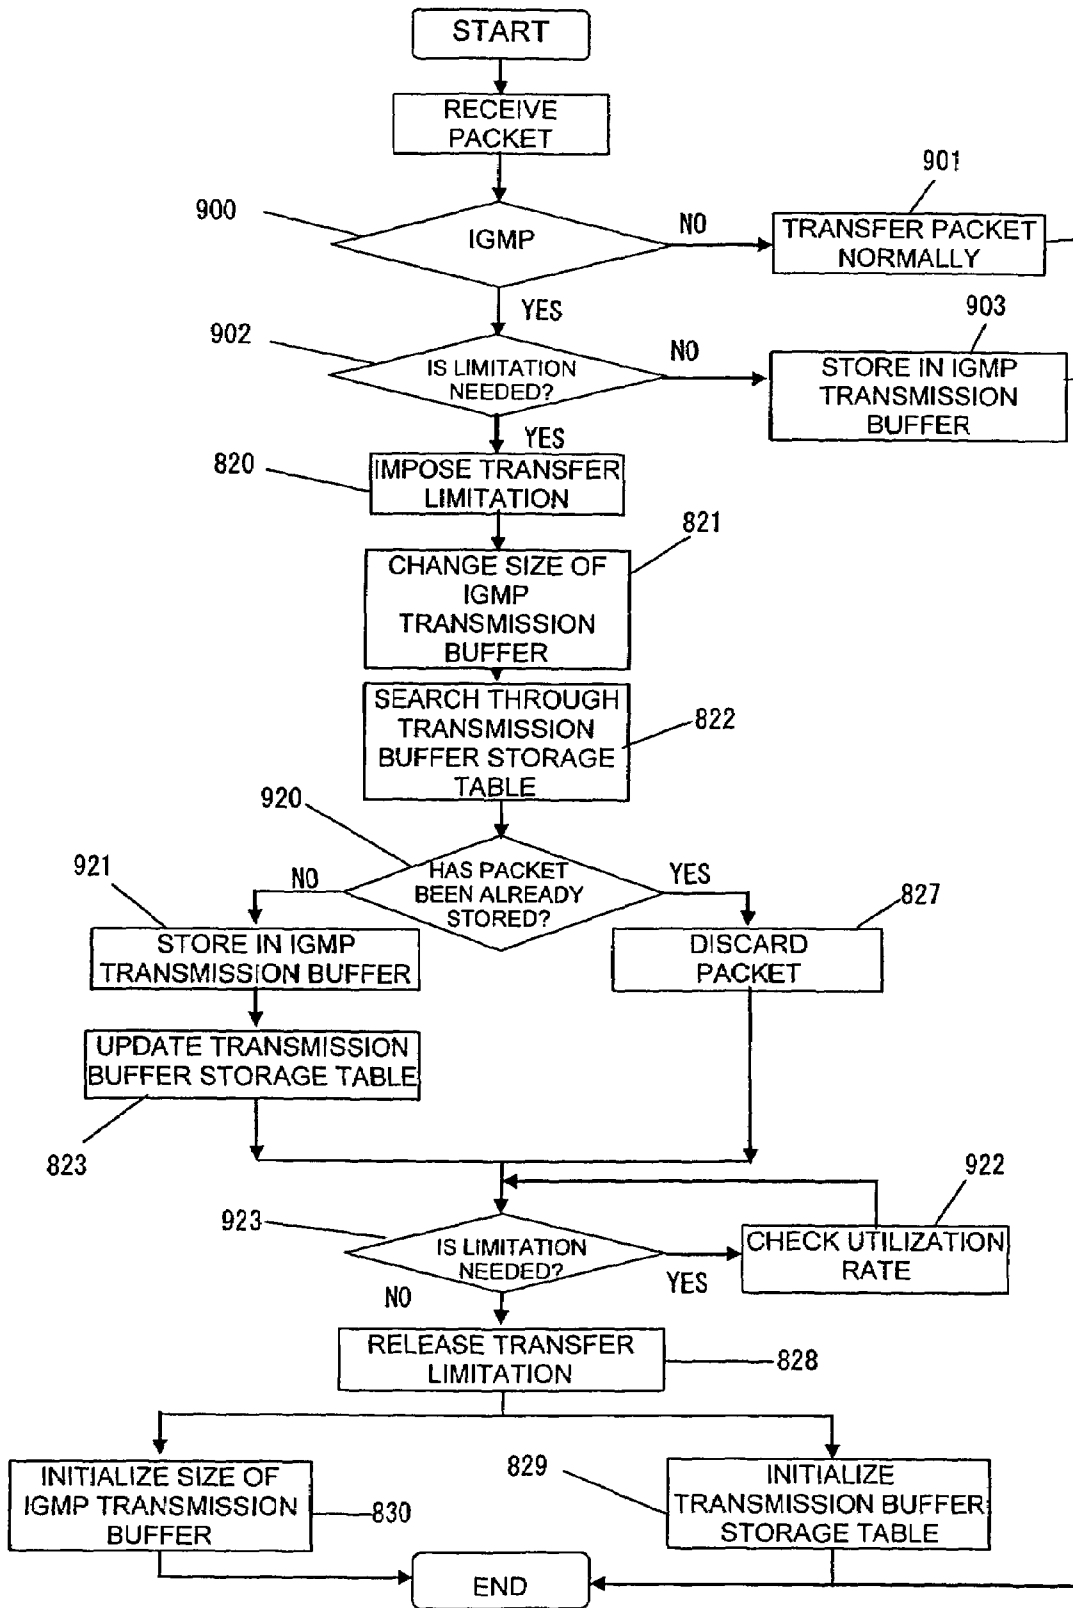 START
RECEIVE
PACKET
901
900
IGMP
NO
TRANSFER PACKET
NORMALLY
YES
903
902
IS LIMITATION
NEEDED?
NO
STORE IN IGMP
TRANSMISSION
BUFFER
YES
820
IMPOSE TRANSFER
LIMITATION
821
CHANGE SIZE OF
IGMP
TRANSMISSION
BUFFER
SEARCH THROUGH
TRANSMISSION
BUFFER STORAGE
TABLE
822
920
HAS PACKET
BEEN ALREADY
STORED?
921
NO
YES
827
STORE IN IGMP
TRANSMISSION BUFFER
DISCARD
PACKET
UPDATE TRANSMISSION
BUFFER STORAGE TABLE
823
922
923
IS LIMITATION
NEEDED?
CHECK UTILIZATION
RATE
YES
NO
RELEASE TRANSFER
LIMITATION
828
INITIALIZE SIZE OF
IGMP TRANSMISSION
BUFFER
830
829
INITIALIZE
TRANSMISSION BUFFER
STORAGE TABLE
END